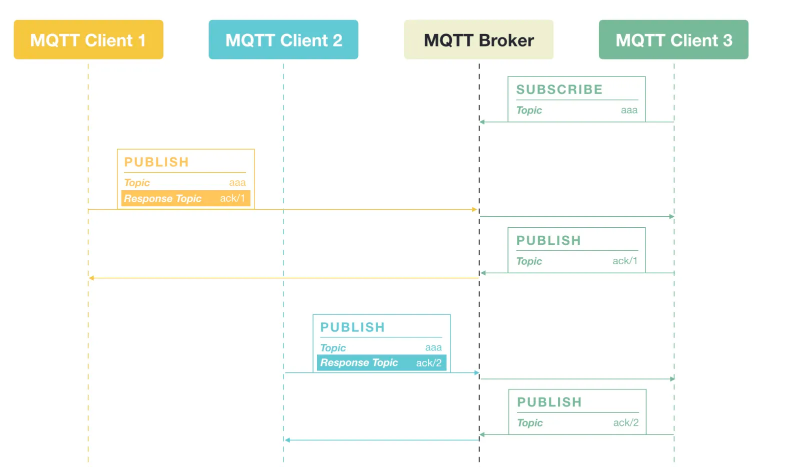 MQTT Client 1
MQTT Client 2
MQTT Broker
MQTT Client 3
SUBSCRIBE
Topic aaa
PUBLISH
Topic aaa
Response Topic ack/1
PUBLISH
Topic ack/1
PUBLISH
Topic aaa
Response Topic ack/2
PUBLISH
Topic ack/2